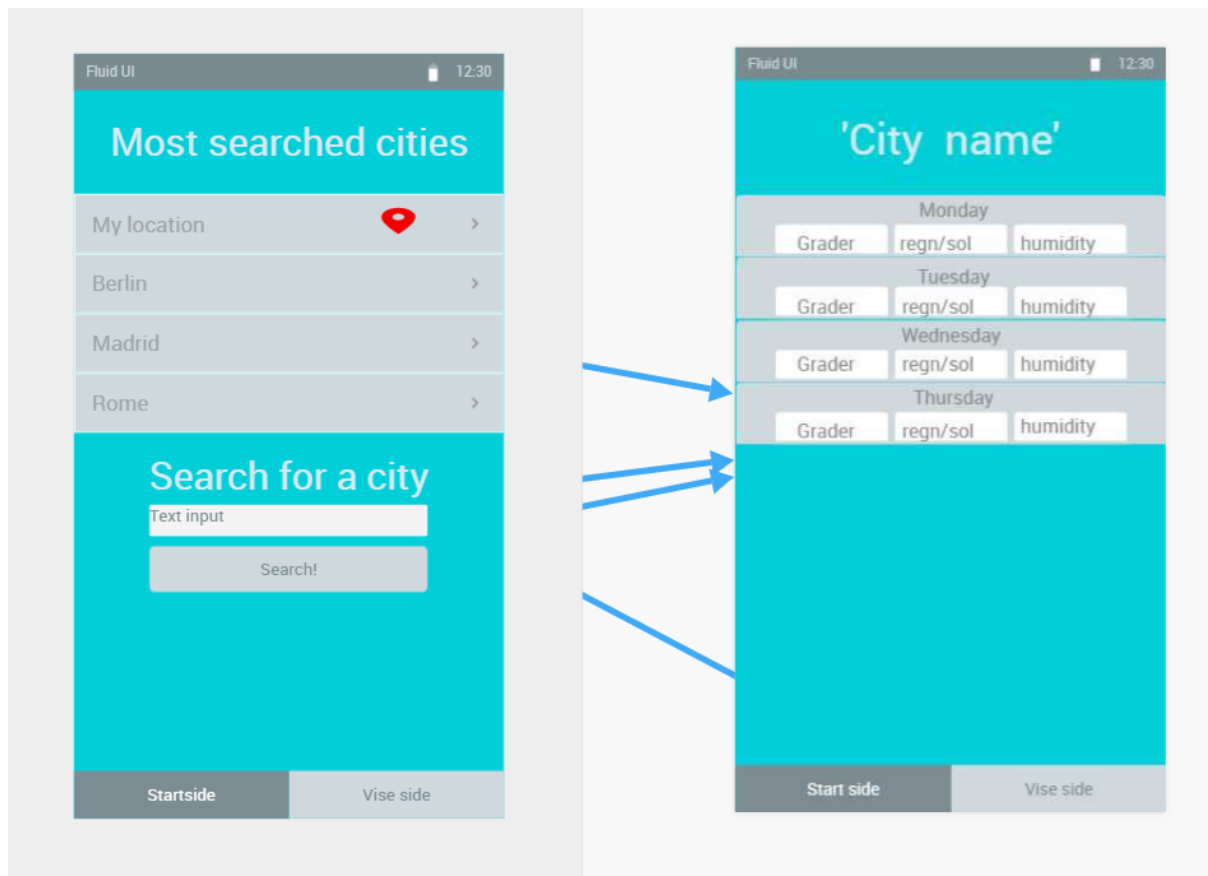 Fluid UI 12:30
Most searched cities
My location
Berlin
Madrid
Rome
Search for a city
Text input
Search!
Startside Vise side
Fluid UI 12:30
'City name'
Monday
Grader regn/sol humidity
Tuesday
Grader regn/sol humidity
Wednesday
Grader regn/sol humidity
Thursday
Grader regn/sol humidity
Start side Vise side